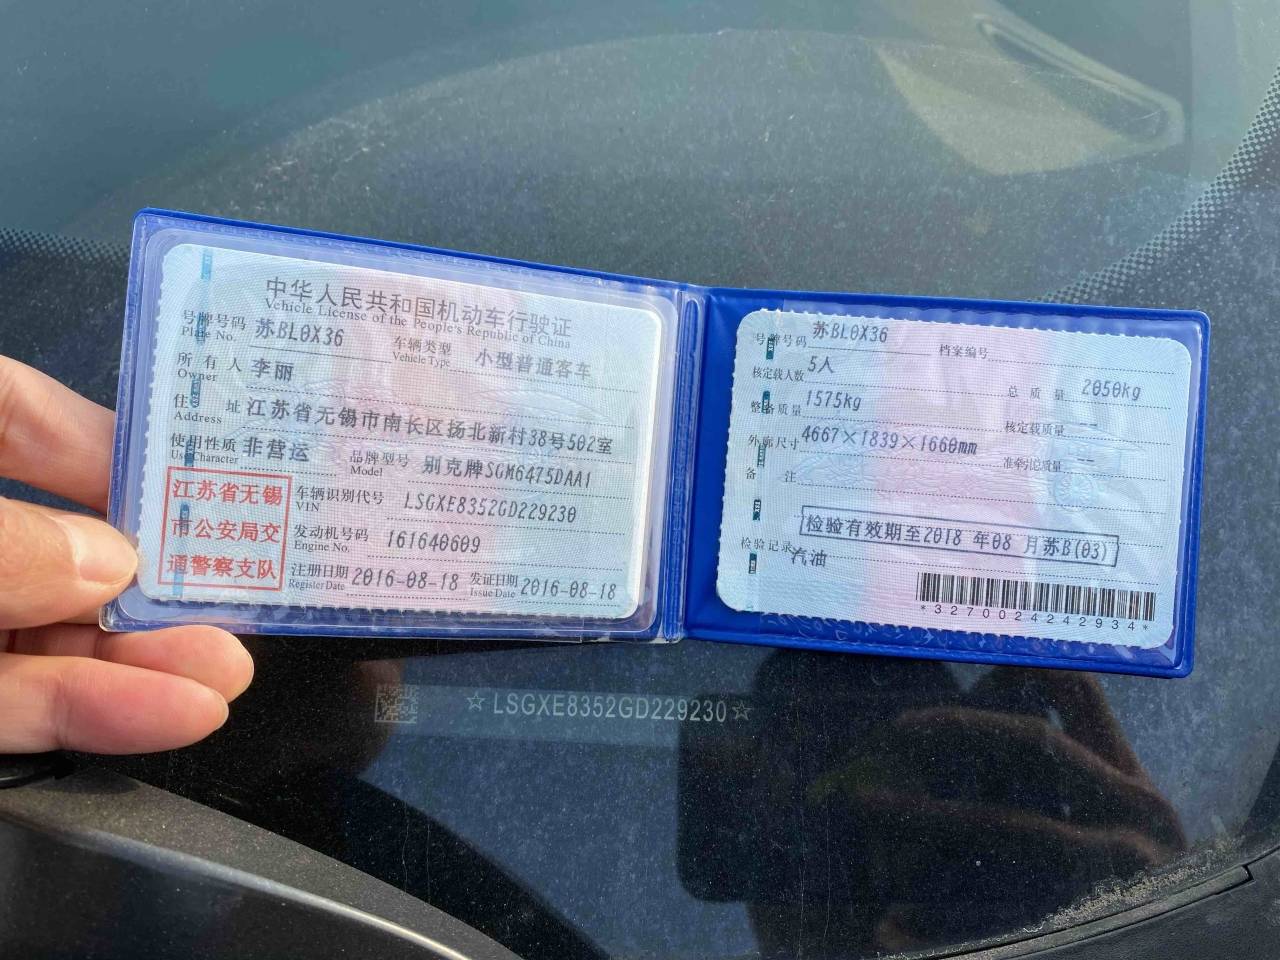 中华人民共和国机动车行驶证
Vehicle License of the People's Republic of China
号牌号码 苏BL0X36 车辆类型 小型普通客车
Plate No. Vehicle Type
所有人 李丽
Owner
住址 江苏省无锡市南长区扬北新村38号502室
Address
使用性质 非营运 品牌型号 别克牌SGM6475DAA1
Use Character Model
江苏省无锡
市公安局交
通警察支队
车辆识别代号 LSGXE8352GD229230
VIN
发动机号码 161640609
Engine No.
注册日期 2016-08-18 发证日期 2016-08-18
Register Date Issue Date
号牌号码 苏BL0X36 档案编号
核定载人数 5人 总质量 2050kg
整备质量 1575kg 核定载质量 --
外廓尺寸 4667×1839×1660mm 准牵引总质量 --
备注
检验有效期至2018年08月苏B(03)
检验记录 汽油
*3270024242934*
☆LSGXE8352GD229230☆